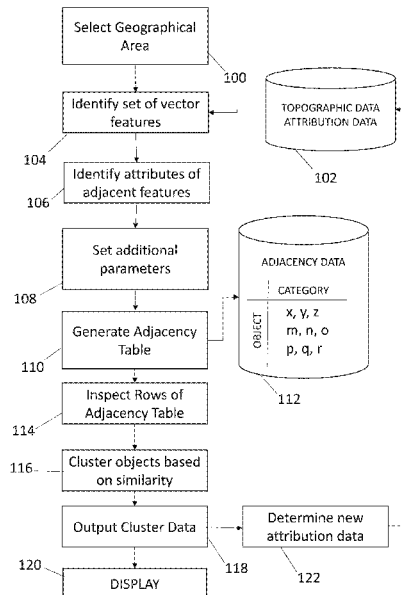 Select Geographical
Area
100
Identify set of vector
features
104
TOPOGRAPHIC DATA
ATTRIBUTION DATA
102
Identify attributes of
adjacent features
106
Set additional
parameters
108
ADJACENCY DATA
CATEGORY
OBJECT
x, y, z
m, n, o
p, q, r
112
Generate Adjacency
Table
110
Inspect Rows of
Adjacency Table
114
Cluster objects based
on similarity
116
Output Cluster Data
118
Determine new
attribution data
122
120
DISPLAY